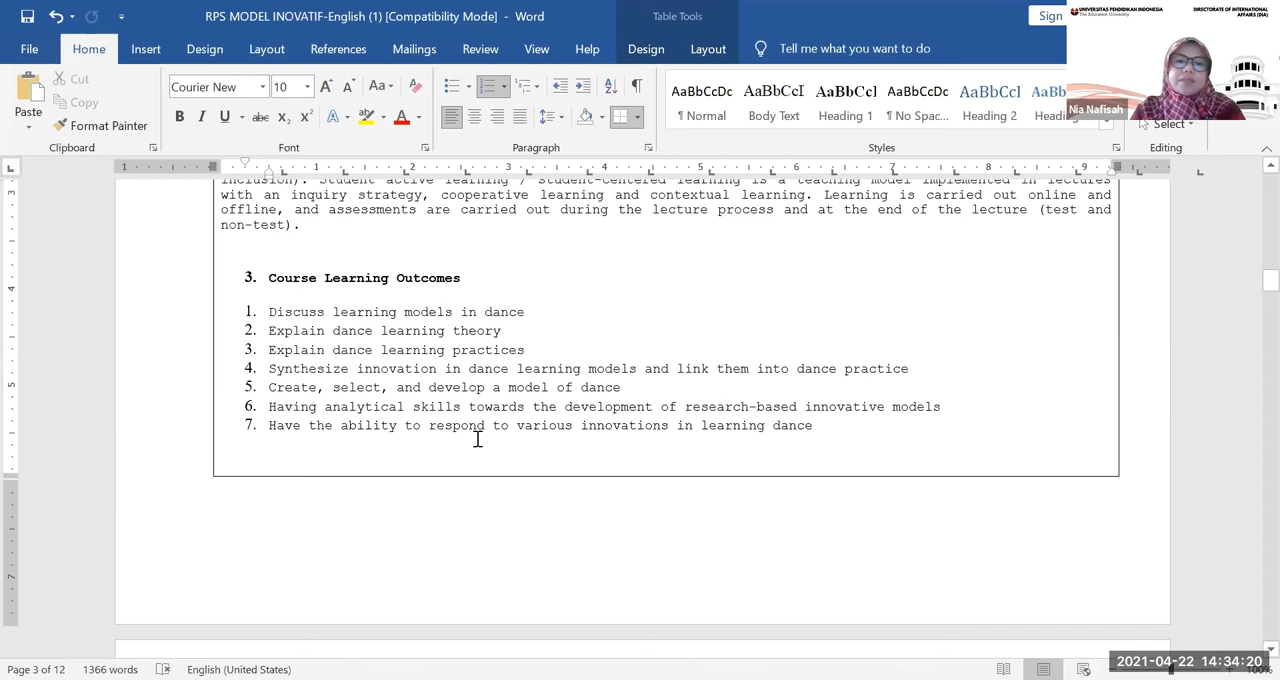 RPS MODEL INOVATIF-English (1) [Compatibility Mode] - Word
Table Tools
Sign
UNIVERSITAS PENDIDIKAN INDONESIA
The Education University
DIRECTORATE OF INTERNATIONAL
AFFAIRS (DIA)
File Home Insert Design Layout References Mailings Review View Help Design Layout Tell me what you want to do
Cut
Copy
Paste
Format Painter
Clipboard
Courier New 10
Font
Paragraph
AaBbCcDc AaBbCcI AaBbCcl AaBbCcDc AaBbCcl AaBb
¶ Normal Body Text Heading 1 ¶ No Spac... Heading 2 Heading
Styles
Select
Editing
Nia Nafisah
inclusion). Student active learning / student-centered learning is a teaching model implemented in lectures
with an inquiry strategy, cooperative learning and contextual learning. Learning is carried out online and
offline, and assessments are carried out during the lecture process and at the end of the lecture (test and
non-test).
3. Course Learning Outcomes
1. Discuss learning models in dance
2. Explain dance learning theory
3. Explain dance learning practices
4. Synthesize innovation in dance learning models and link them into dance practice
5. Create, select, and develop a model of dance
6. Having analytical skills towards the development of research-based innovative models
7. Have the ability to respond to various innovations in learning dance
Page 3 of 12 1366 words English (United States)
2021-04-22 14:34:20
100%